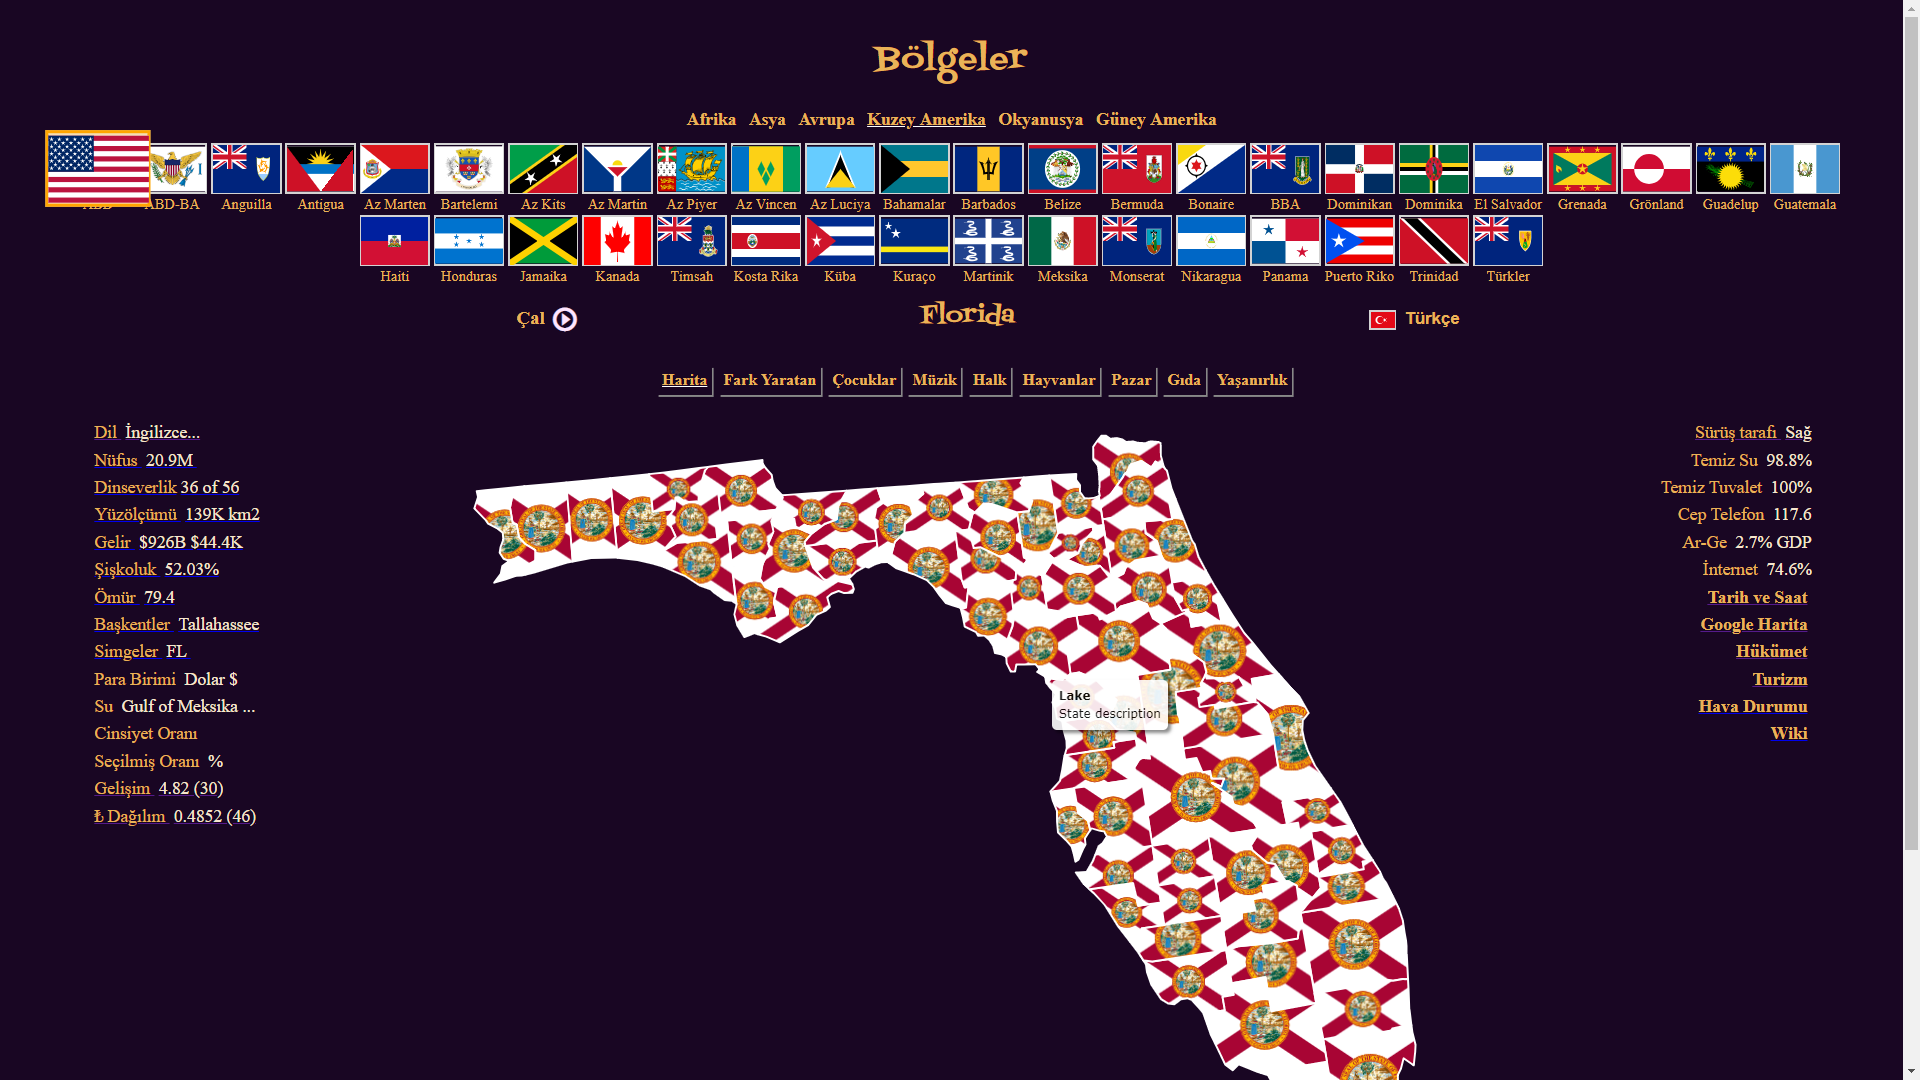 Bölgeler
Afrika Asya Avrupa Kuzey Amerika Okyanusya Güney Amerika
ABD ABD-BA Anguilla Antigua Az Marten Bartelemi Az Kits Az Martin Az Piyer Az Vincen Az Luciya Bahamalar Barbados Belize Bermuda Bonaire BBA Dominikan Dominika El Salvador Grenada Grönland Guadelup Guatemala
Haiti Honduras Jamaika Kanada Timsah Kosta Rika Küba Kuraço Martinik Meksika Monserat Nikaragua Panama Puerto Riko Trinidad Türkler
Çal Florida Türkçe
Harita Fark Yaratan Çocuklar Müzik Halk Hayvanlar Pazar Gıda Yaşanırlık
Dil İngilizce...
Nüfus 20.9M
Dinseverlik 36 of 56
Yüzölçümü 139K km2
Gelir $926B $44.4K
Şişkoluk 52.03%
Ömür 79.4
Başkentler Tallahassee
Simgeler FL
Para Birimi Dolar $
Su Gulf of Meksika ...
Cinsiyet Oranı
Seçilmiş Oranı %
Gelişim 4.82 (30)
₺ Dağılım 0.4852 (46)
Lake
State description
Sürüş tarafı Sağ
Temiz Su 98.8%
Temiz Tuvalet 100%
Cep Telefon 117.6
Ar-Ge 2.7% GDP
İnternet 74.6%
Tarih ve Saat
Google Harita
Hükümet
Turizm
Hava Durumu
Wiki